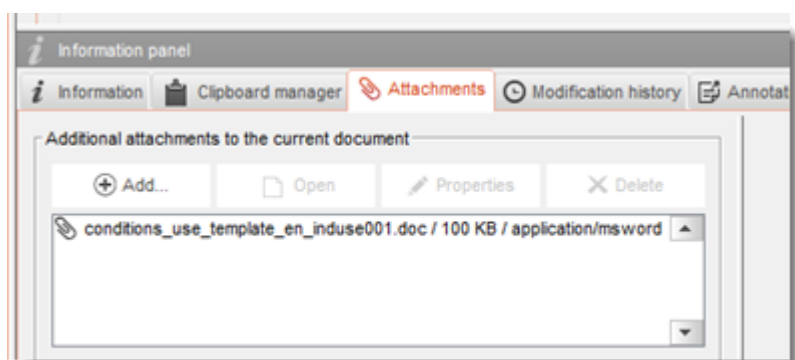 Information panel
Information Clipboard manager Attachments Modification history Annotat
Additional attachments to the current document
Add... Open Properties Delete
conditions_use_template_en_induse001.doc / 100 KB / application/msword